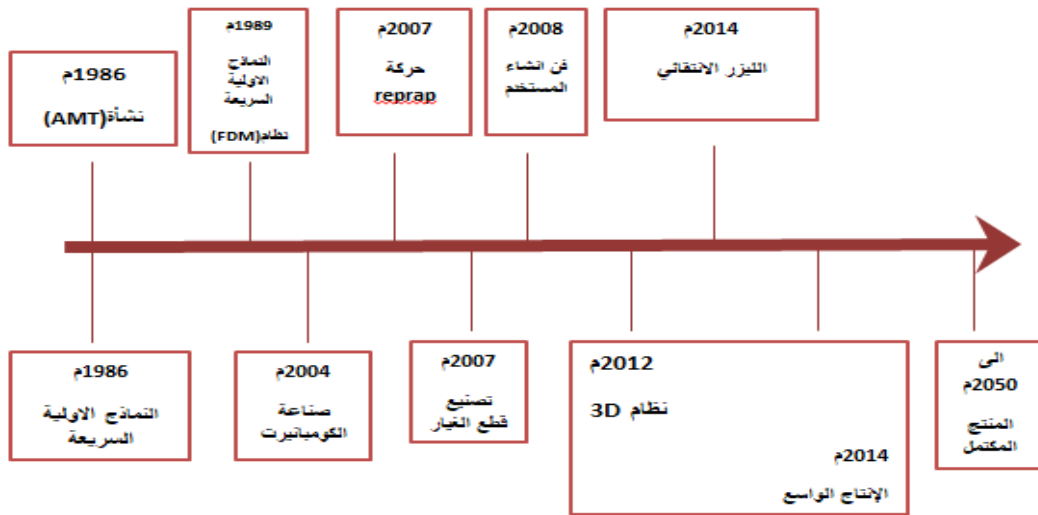 1986م
نشأة(AMT)
1989م
النماذج
الاولية
السريعة
نظام(FDM)
2007م
حركة
reprap
2008م
فن انشاء
المستخدم
2014م
الليزر الانتقائي
1986م
النماذج الاولية
السريعة
2004م
صناعة
الكومبانيرت
2007م
تصنيع
قطع الغيار
2012م
نظام 3D
2014م
الإنتاج الواسع
الى
2050م
المنتج
المكتمل